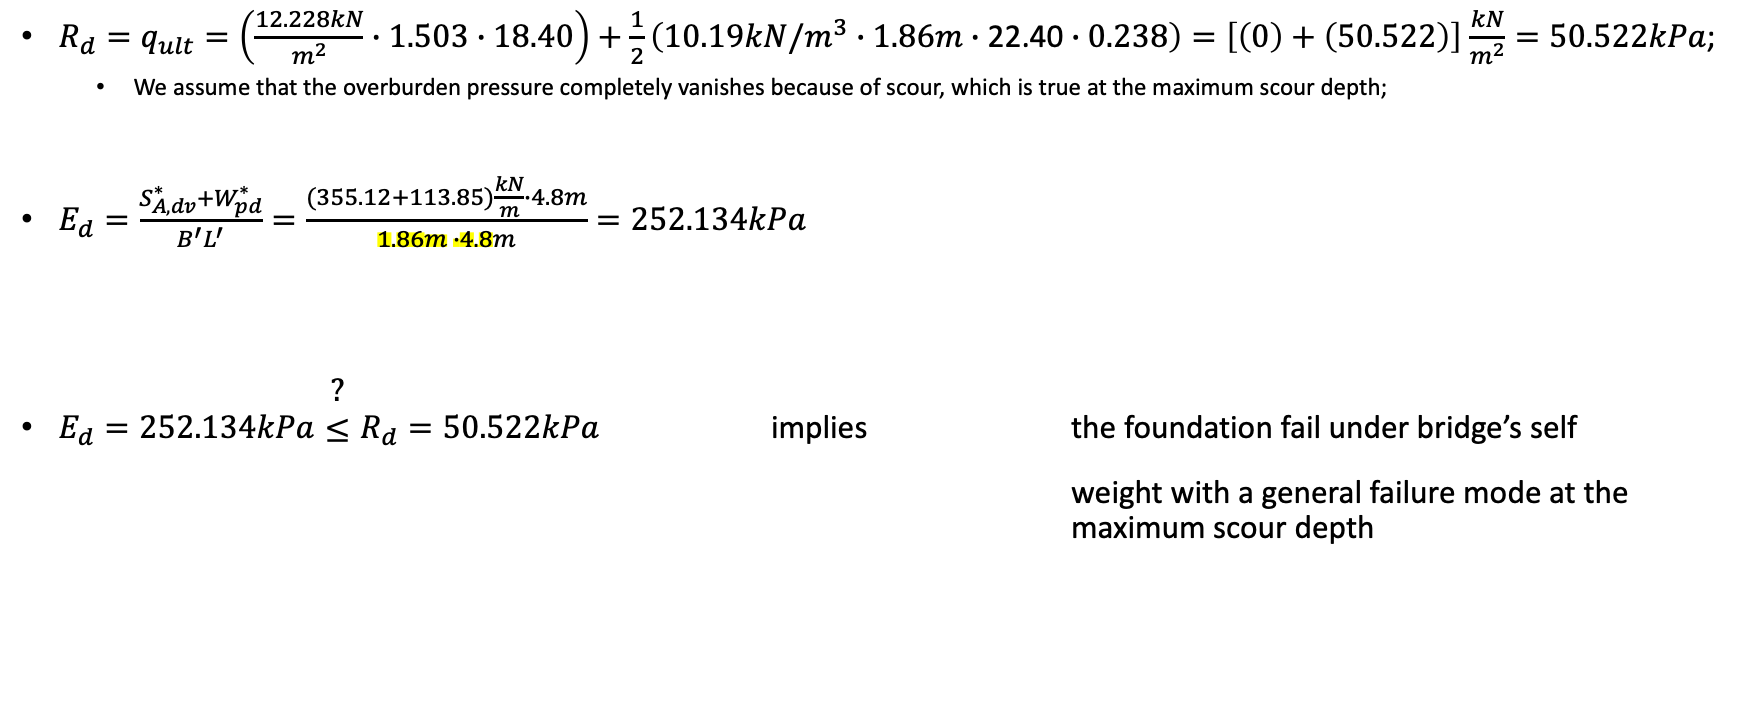 • R_d = q_ult = (12.228kN/m² · 1.503 · 18.40) + 1/2 (10.19kN/m³ · 1.86m · 22.40 · 0.238) = [(0) + (50.522)] kN/m² = 50.522kPa;
• We assume that the overburden pressure completely vanishes because of scour, which is true at the maximum scour depth;
• E_d = (S*_A,dv+W*_pd)/(B′L′) = ((355.12+113.85) kN/m ·4.8m)/(1.86m ·4.8m) = 252.134kPa
?
• E_d = 252.134kPa ≤ R_d = 50.522kPa implies the foundation fail under bridge’s self
weight with a general failure mode at the
maximum scour depth